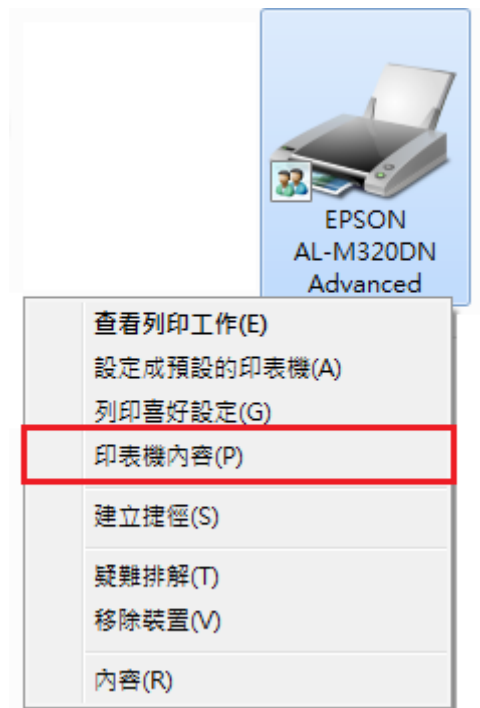 EPSON
AL-M320DN
Advanced
查看列印工作(E)
設定成預設的印表機(A)
列印喜好設定(G)
印表機內容(P)
建立捷徑(S)
疑難排解(T)
移除裝置(V)
內容(R)